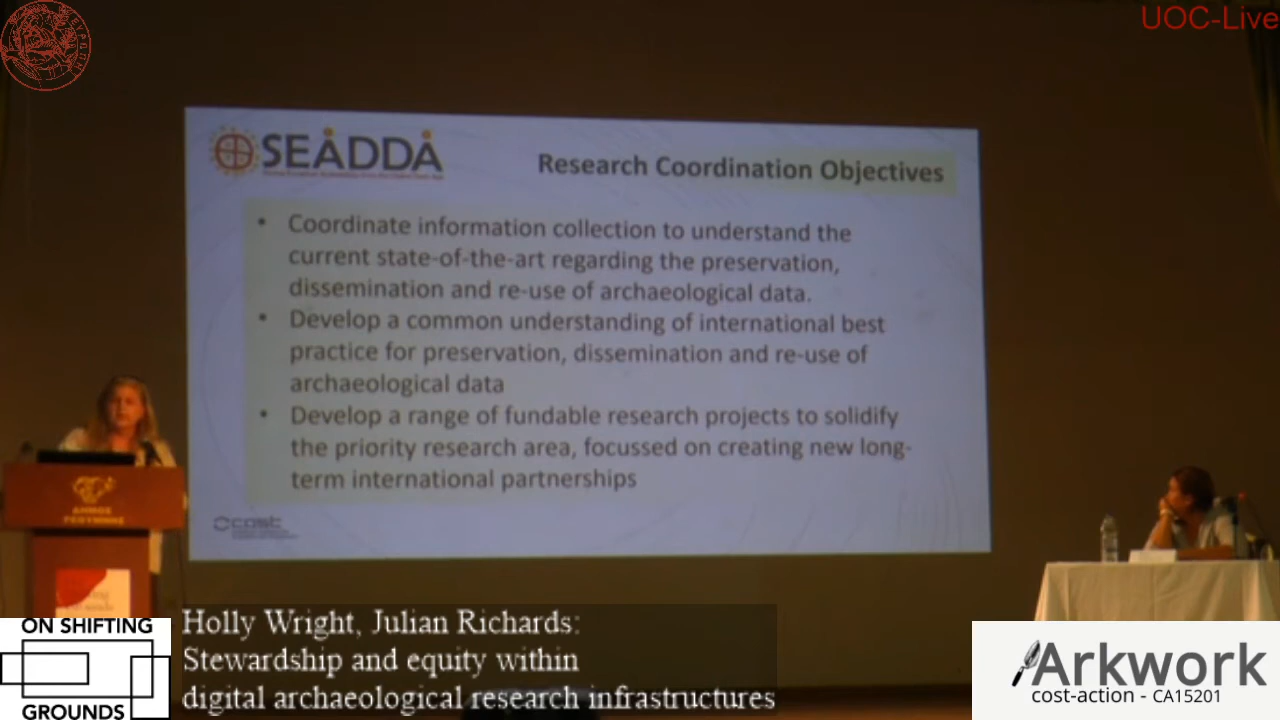 UOC-Live
SEADDA
Research Coordination Objectives
• Coordinate information collection to understand the
current state-of-the-art regarding the preservation,
dissemination and re-use of archaeological data.
• Develop a common understanding of international best
practice for preservation, dissemination and re-use of
archaeological data
• Develop a range of fundable research projects to solidify
the priority research area, focussed on creating new long-
term international partnerships
cost
ΔΗΜΟΣ
ΡΕΘΥΜΝΗΣ
ON SHIFTING
GROUNDS
Holly Wright, Julian Richards:
Stewardship and equity within
digital archaeological research infrastructures
Arkwork
cost-action - CA15201